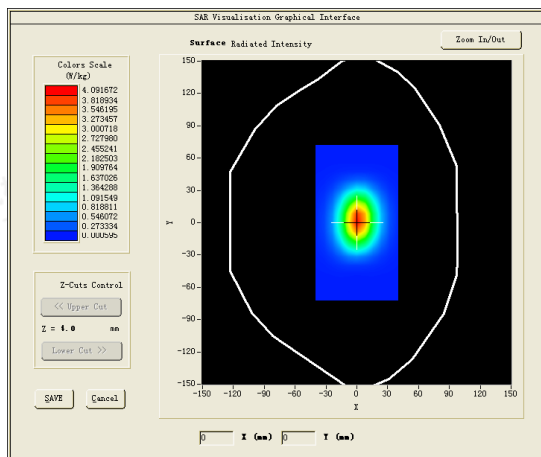 SAR Visualisation Graphical Interface
Surface Radiated Intensity
Zoom In/Out
Colors Scale
(W/kg)
4.091672
3.818934
3.546195
3.273457
3.000718
2.727980
2.455241
2.182503
1.909764
1.637026
1.364288
1.091549
0.818811
0.546072
0.273334
0.000595
Z-Cuts Control
<< Upper Cut
Z = 4.0 mm
Lower Cut >>
SAVE
Cancel
150-
120-
90-
60-
30-
0-
-30-
-60-
-90-
-120-
-150-
Y
-150 -120 -90 -60 -30 0 30 60 90 120 150
X
0 X (mm) 0 Y (mm)